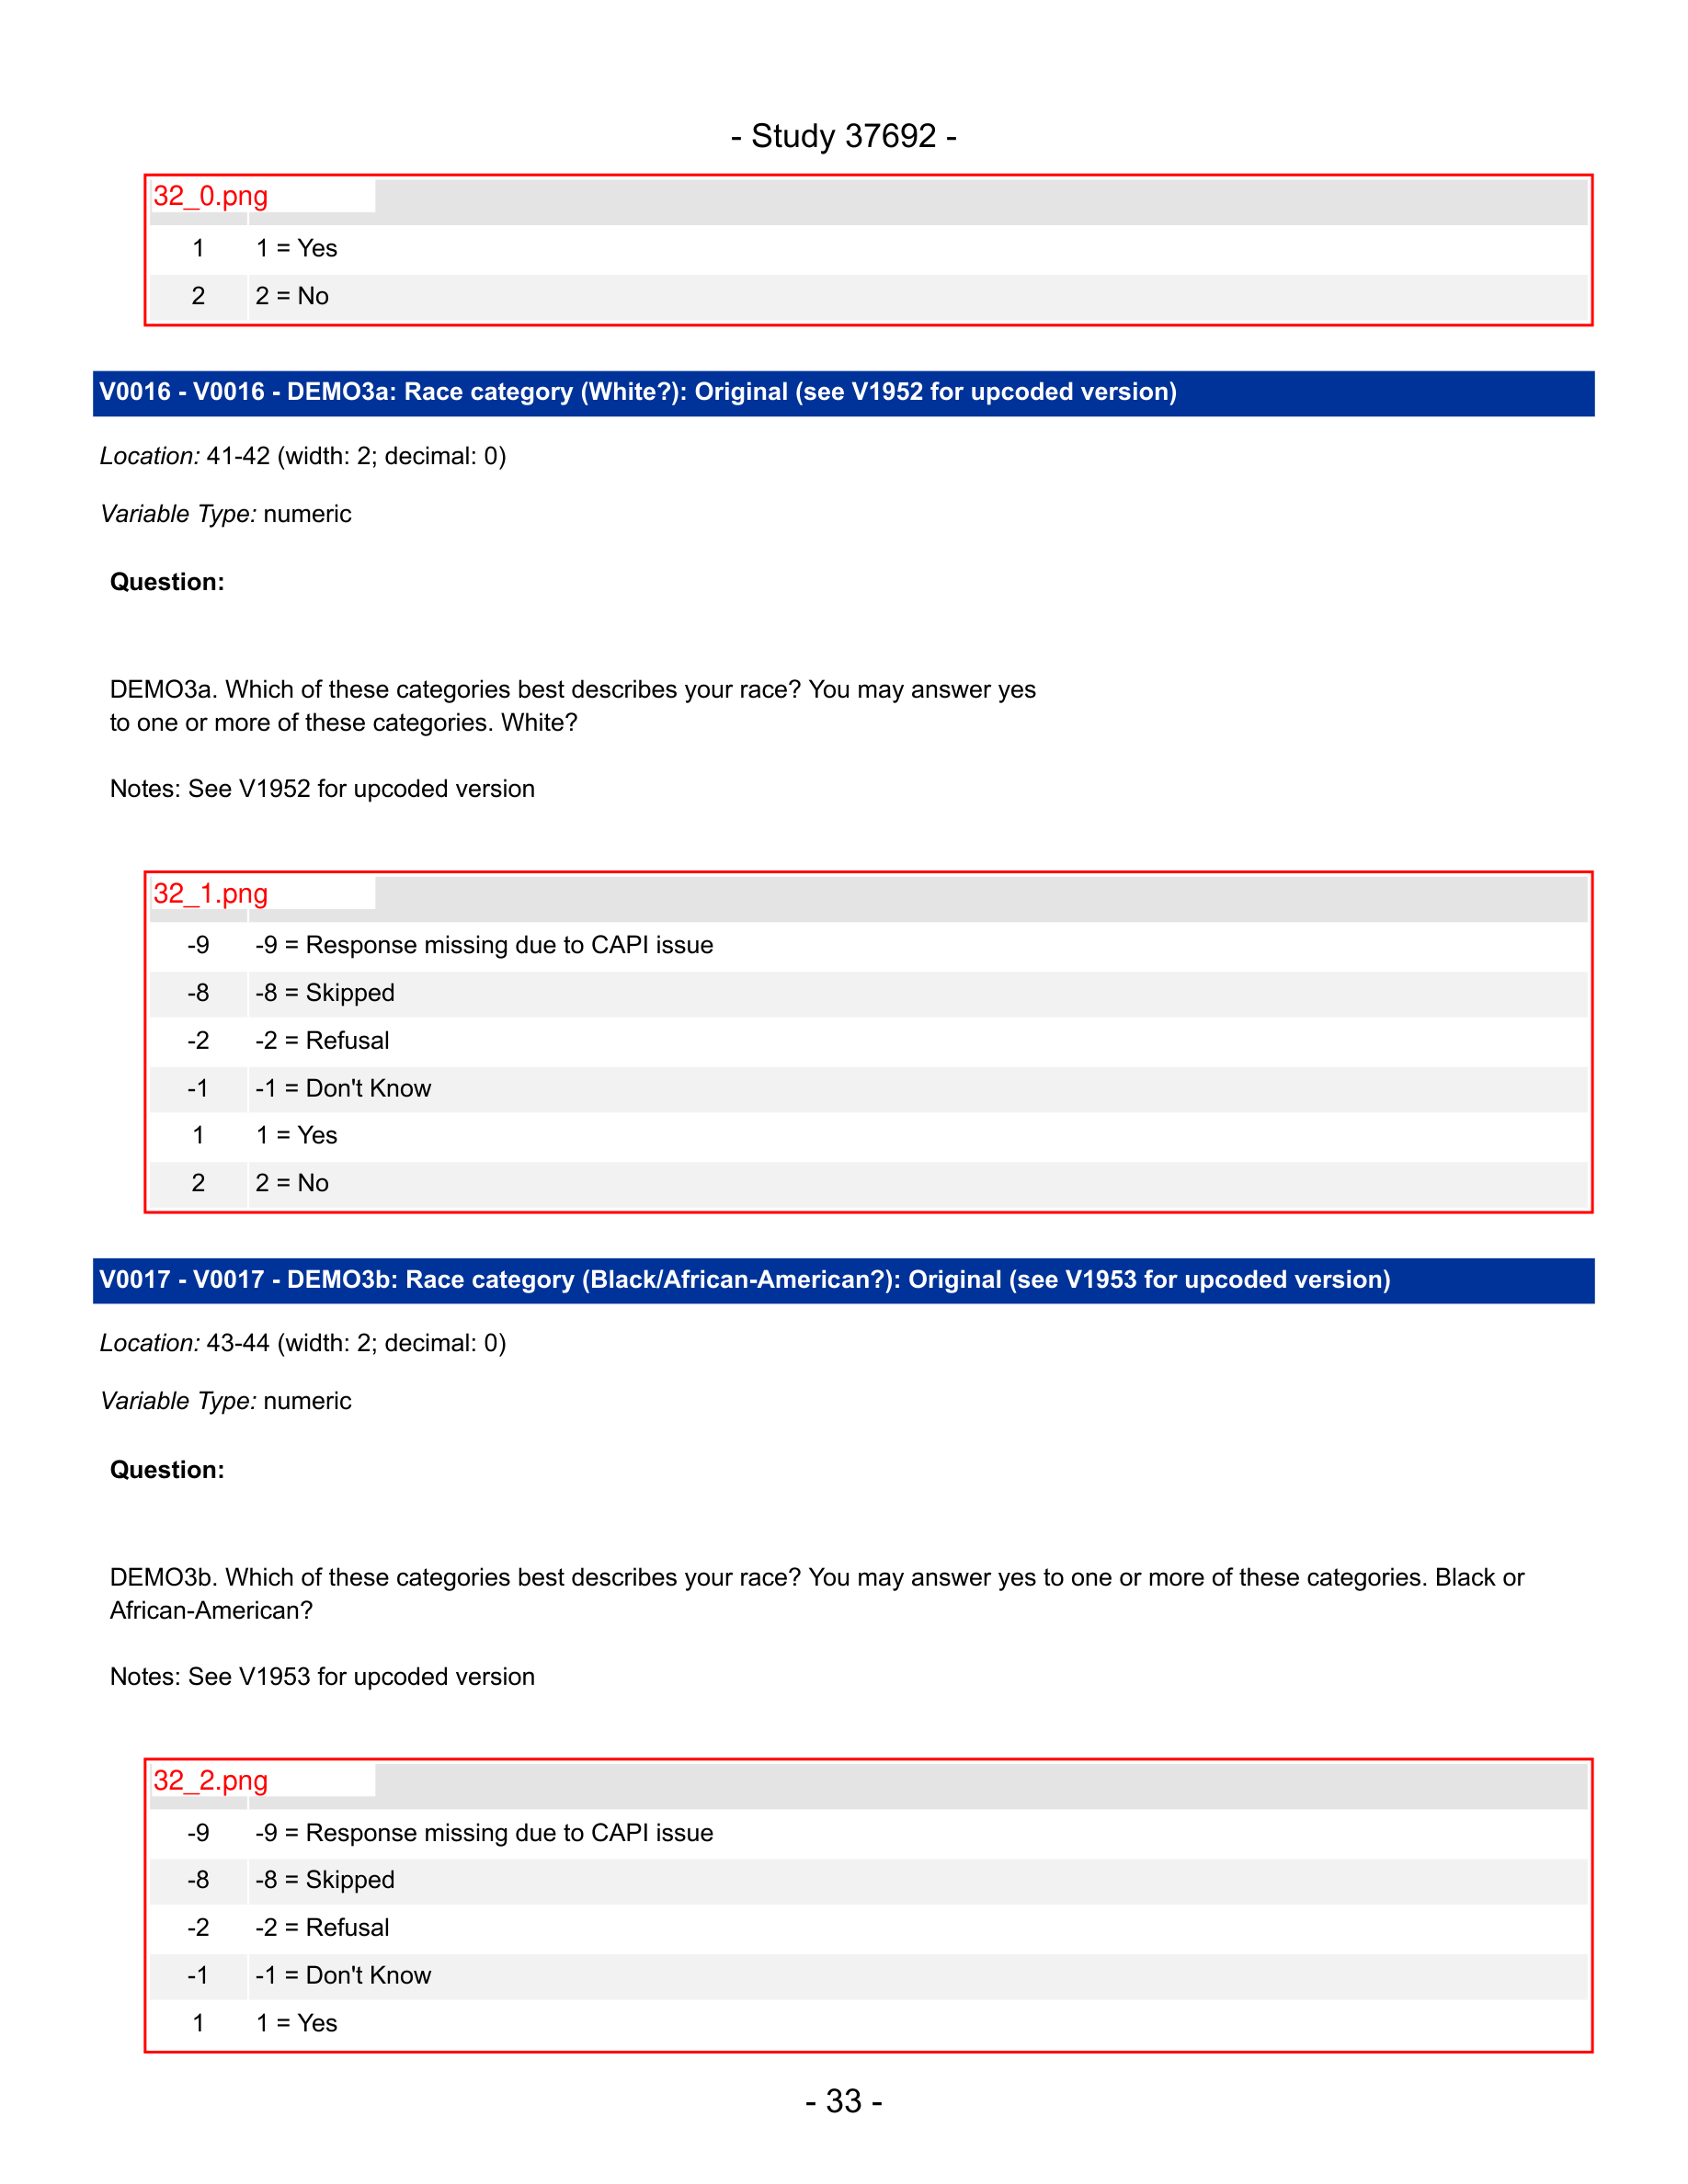 - Study 37692 -
32_0.png
1 1 = Yes
2 2 = No
V0016 - V0016 - DEMO3a: Race category (White?): Original (see V1952 for upcoded version)
Location: 41-42 (width: 2; decimal: 0)
Variable Type: numeric
Question:
DEMO3a. Which of these categories best describes your race? You may answer yes
to one or more of these categories. White?
Notes: See V1952 for upcoded version
32_1.png
-9 -9 = Response missing due to CAPI issue
-8 -8 = Skipped
-2 -2 = Refusal
-1 -1 = Don't Know
1 1 = Yes
2 2 = No
V0017 - V0017 - DEMO3b: Race category (Black/African-American?): Original (see V1953 for upcoded version)
Location: 43-44 (width: 2; decimal: 0)
Variable Type: numeric
Question:
DEMO3b. Which of these categories best describes your race? You may answer yes to one or more of these categories. Black or
African-American?
Notes: See V1953 for upcoded version
32_2.png
-9 -9 = Response missing due to CAPI issue
-8 -8 = Skipped
-2 -2 = Refusal
-1 -1 = Don't Know
1 1 = Yes
- 33 -